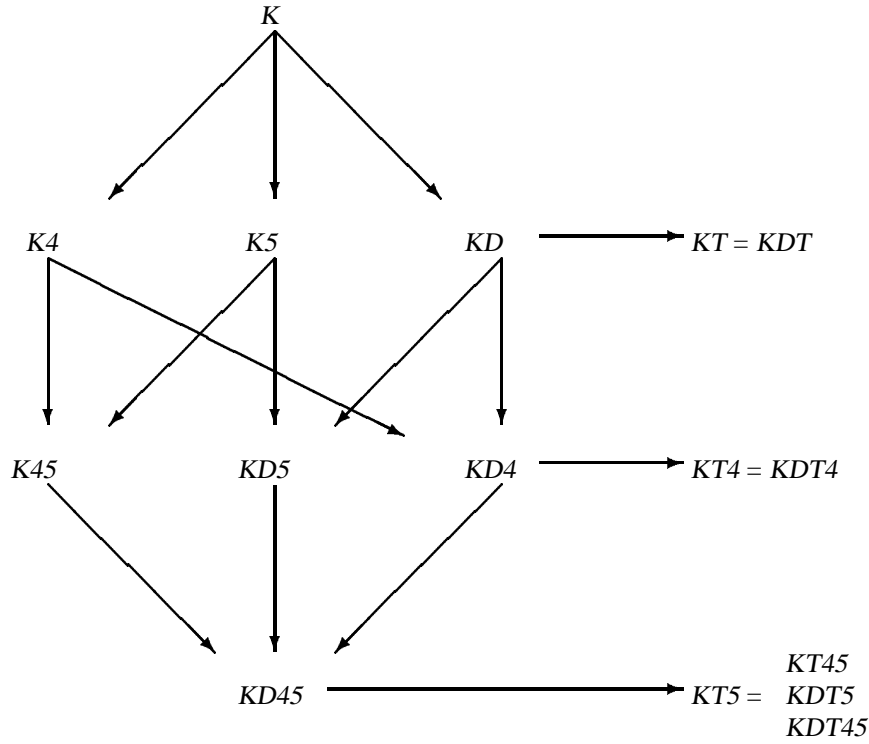 K
K4 K5 KD KT = KDT
K45 KD5 KD4 KT4 = KDT4
KT45
KD45 KT5 = KDT5
KDT45